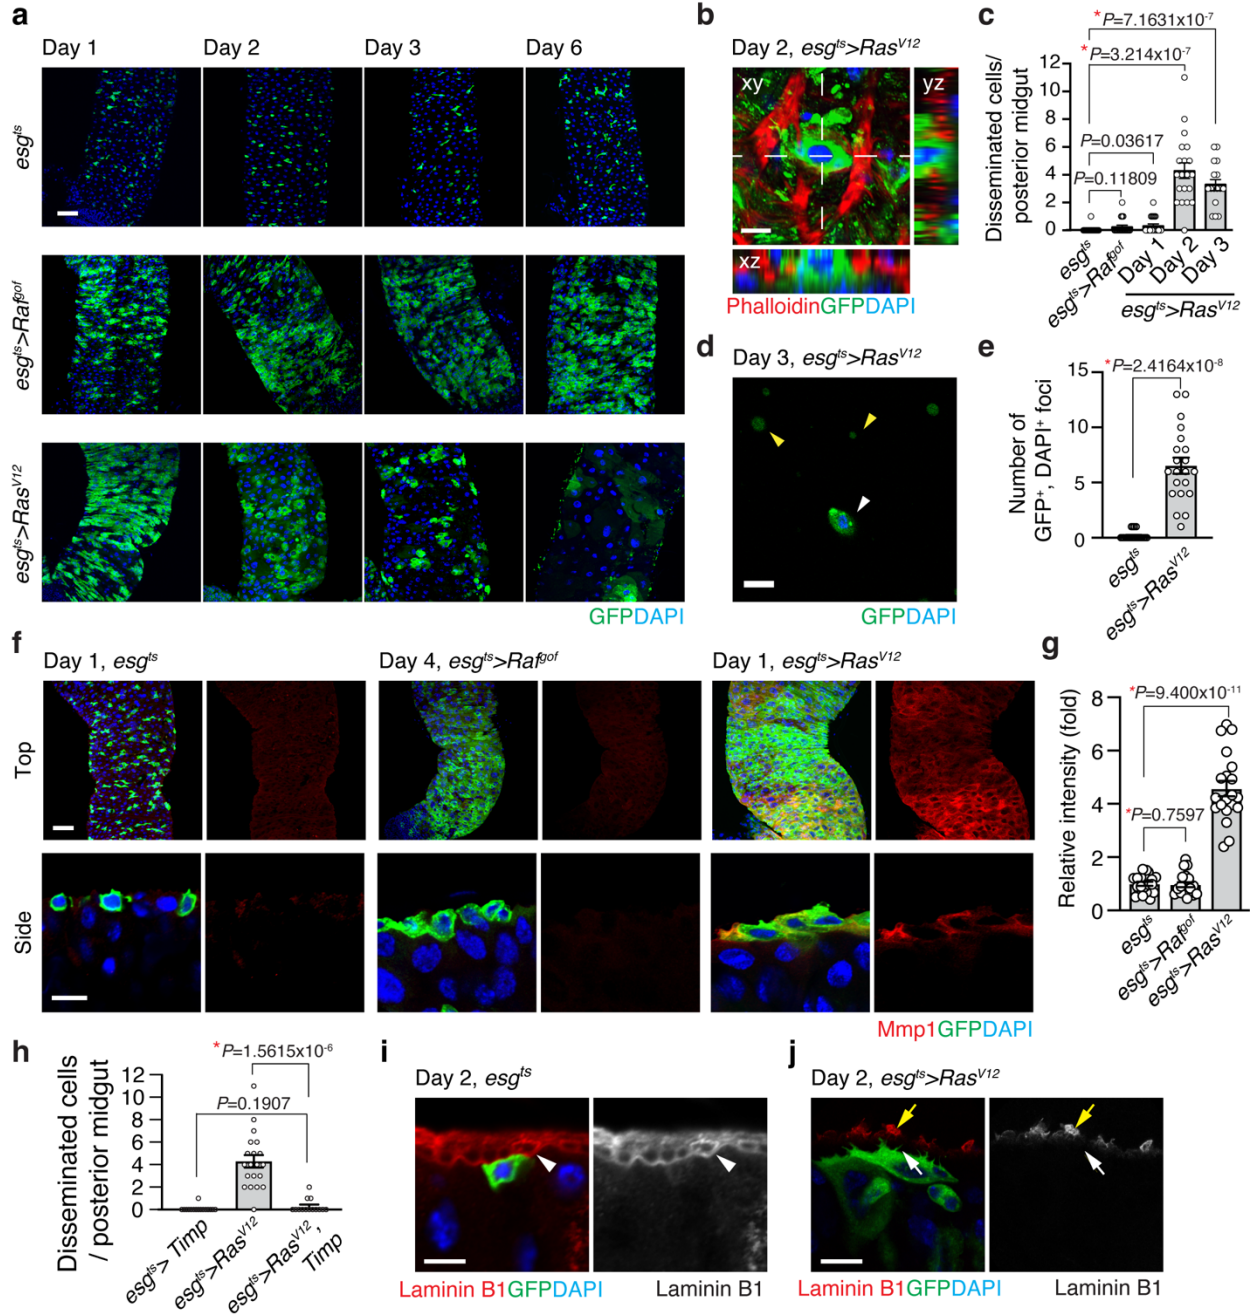 a
Day 1
Day 2
Day 3
Day 6
esgᵗˢ
esgᵗˢ>Rafᵍᵒᶠ
esgᵗˢ>Rasⱽ¹²
GFPDAPI
b
Day 2, esgᵗˢ>Rasⱽ¹²
xy
yz
xz
PhalloidinGFPDAPI
c
*P=7.1631x10⁻⁷
*P=3.214x10⁻⁷
P=0.03617
P=0.11809
Disseminated cells/
posterior midgut
12
10
8
6
4
2
0
esgᵗˢ
esgᵗˢ>Rafᵍᵒᶠ
Day 1
Day 2
Day 3
esgᵗˢ>Rasⱽ¹²
d
Day 3, esgᵗˢ>Rasⱽ¹²
GFPDAPI
e
*P=2.4164x10⁻⁸
Number of
GFP⁺, DAPI⁺ foci
15
10
5
0
esgᵗˢ
esgᵗˢ>Rasⱽ¹²
f
Day 1, esgᵗˢ
Day 4, esgᵗˢ>Rafᵍᵒᶠ
Day 1, esgᵗˢ>Rasⱽ¹²
Top
Side
Mmp1GFPDAPI
g
*P=9.400x10⁻¹¹
*P=0.7597
Relative intensity (fold)
8
6
4
2
0
esgᵗˢ
esgᵗˢ>Rafᵍᵒᶠ
esgᵗˢ>Rasⱽ¹²
h
*P=1.5615x10⁻⁶
P=0.1907
Disseminated cells
/ posterior midgut
12
10
8
6
4
2
0
esgᵗˢ> Timp
esgᵗˢ>Rasⱽ¹²
esgᵗˢ>Rasⱽ¹²,
Timp
i
Day 2, esgᵗˢ
Laminin B1GFPDAPI
Laminin B1
j
Day 2, esgᵗˢ>Rasⱽ¹²
Laminin B1GFPDAPI
Laminin B1